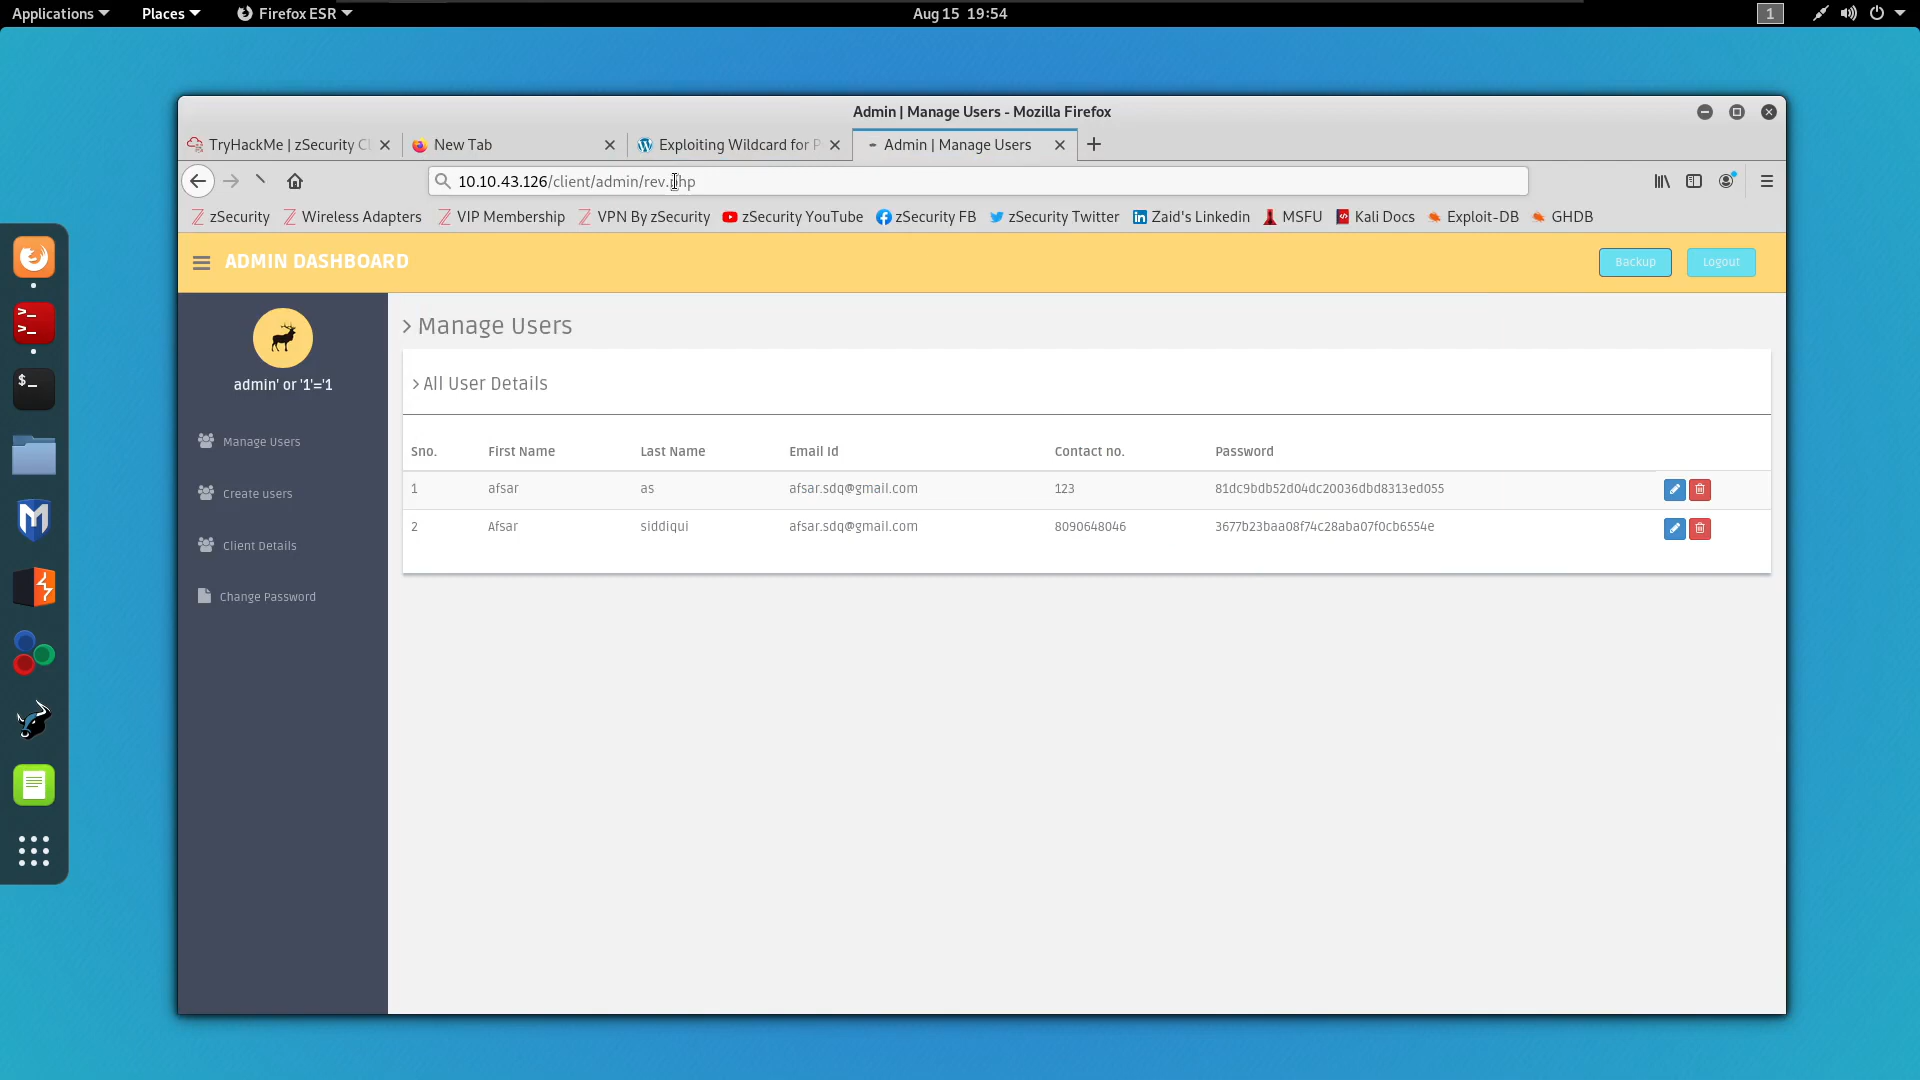 Applications Places Firefox ESR Aug 15 19:54 1
Admin | Manage Users - Mozilla Firefox
TryHackMe | zSecurity Cl New Tab Exploiting Wildcard for P Admin | Manage Users
10.10.43.126/client/admin/rev.php
zSecurity Wireless Adapters VIP Membership VPN By zSecurity zSecurity YouTube zSecurity FB zSecurity Twitter Zaid's Linkedin MSFU Kali Docs Exploit-DB GHDB
ADMIN DASHBOARD Backup Logout
> Manage Users
admin' or '1'='1
> All User Details
Manage Users
Create users
Client Details
Change Password
Sno. First Name Last Name Email Id Contact no. Password
1 afsar as afsar.sdq@gmail.com 123 81dc9bdb52d04dc20036dbd8313ed055
2 Afsar siddiqui afsar.sdq@gmail.com 8090648046 3677b23baa08f74c28aba07f0cb6554e